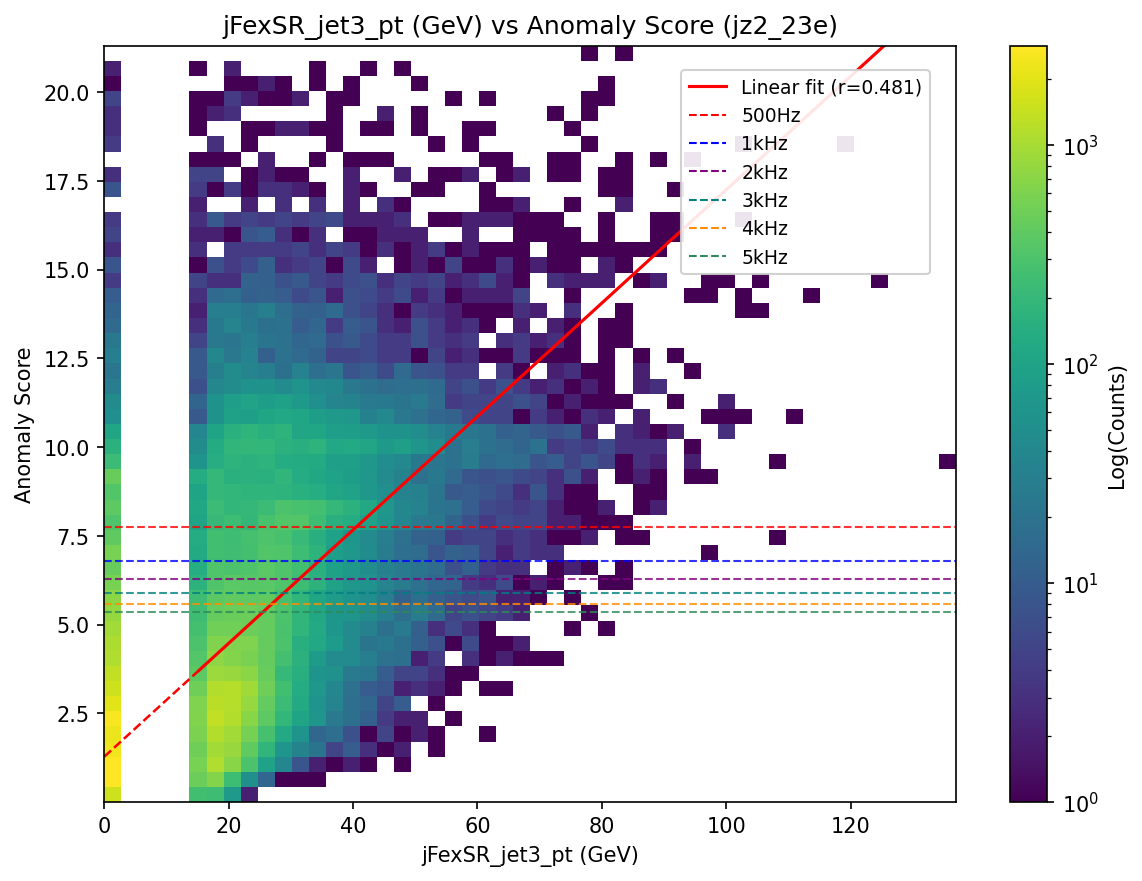 jFexSR_jet3_pt (GeV) vs Anomaly Score (jz2_23e)
Linear fit (r=0.481)
500Hz
1kHz
2kHz
3kHz
4kHz
5kHz
20.0
17.5
15.0
12.5
10.0
7.5
5.0
2.5
Anomaly Score
0 20 40 60 80 100 120
jFexSR_jet3_pt (GeV)
10³
10²
10¹
10⁰
Log(Counts)